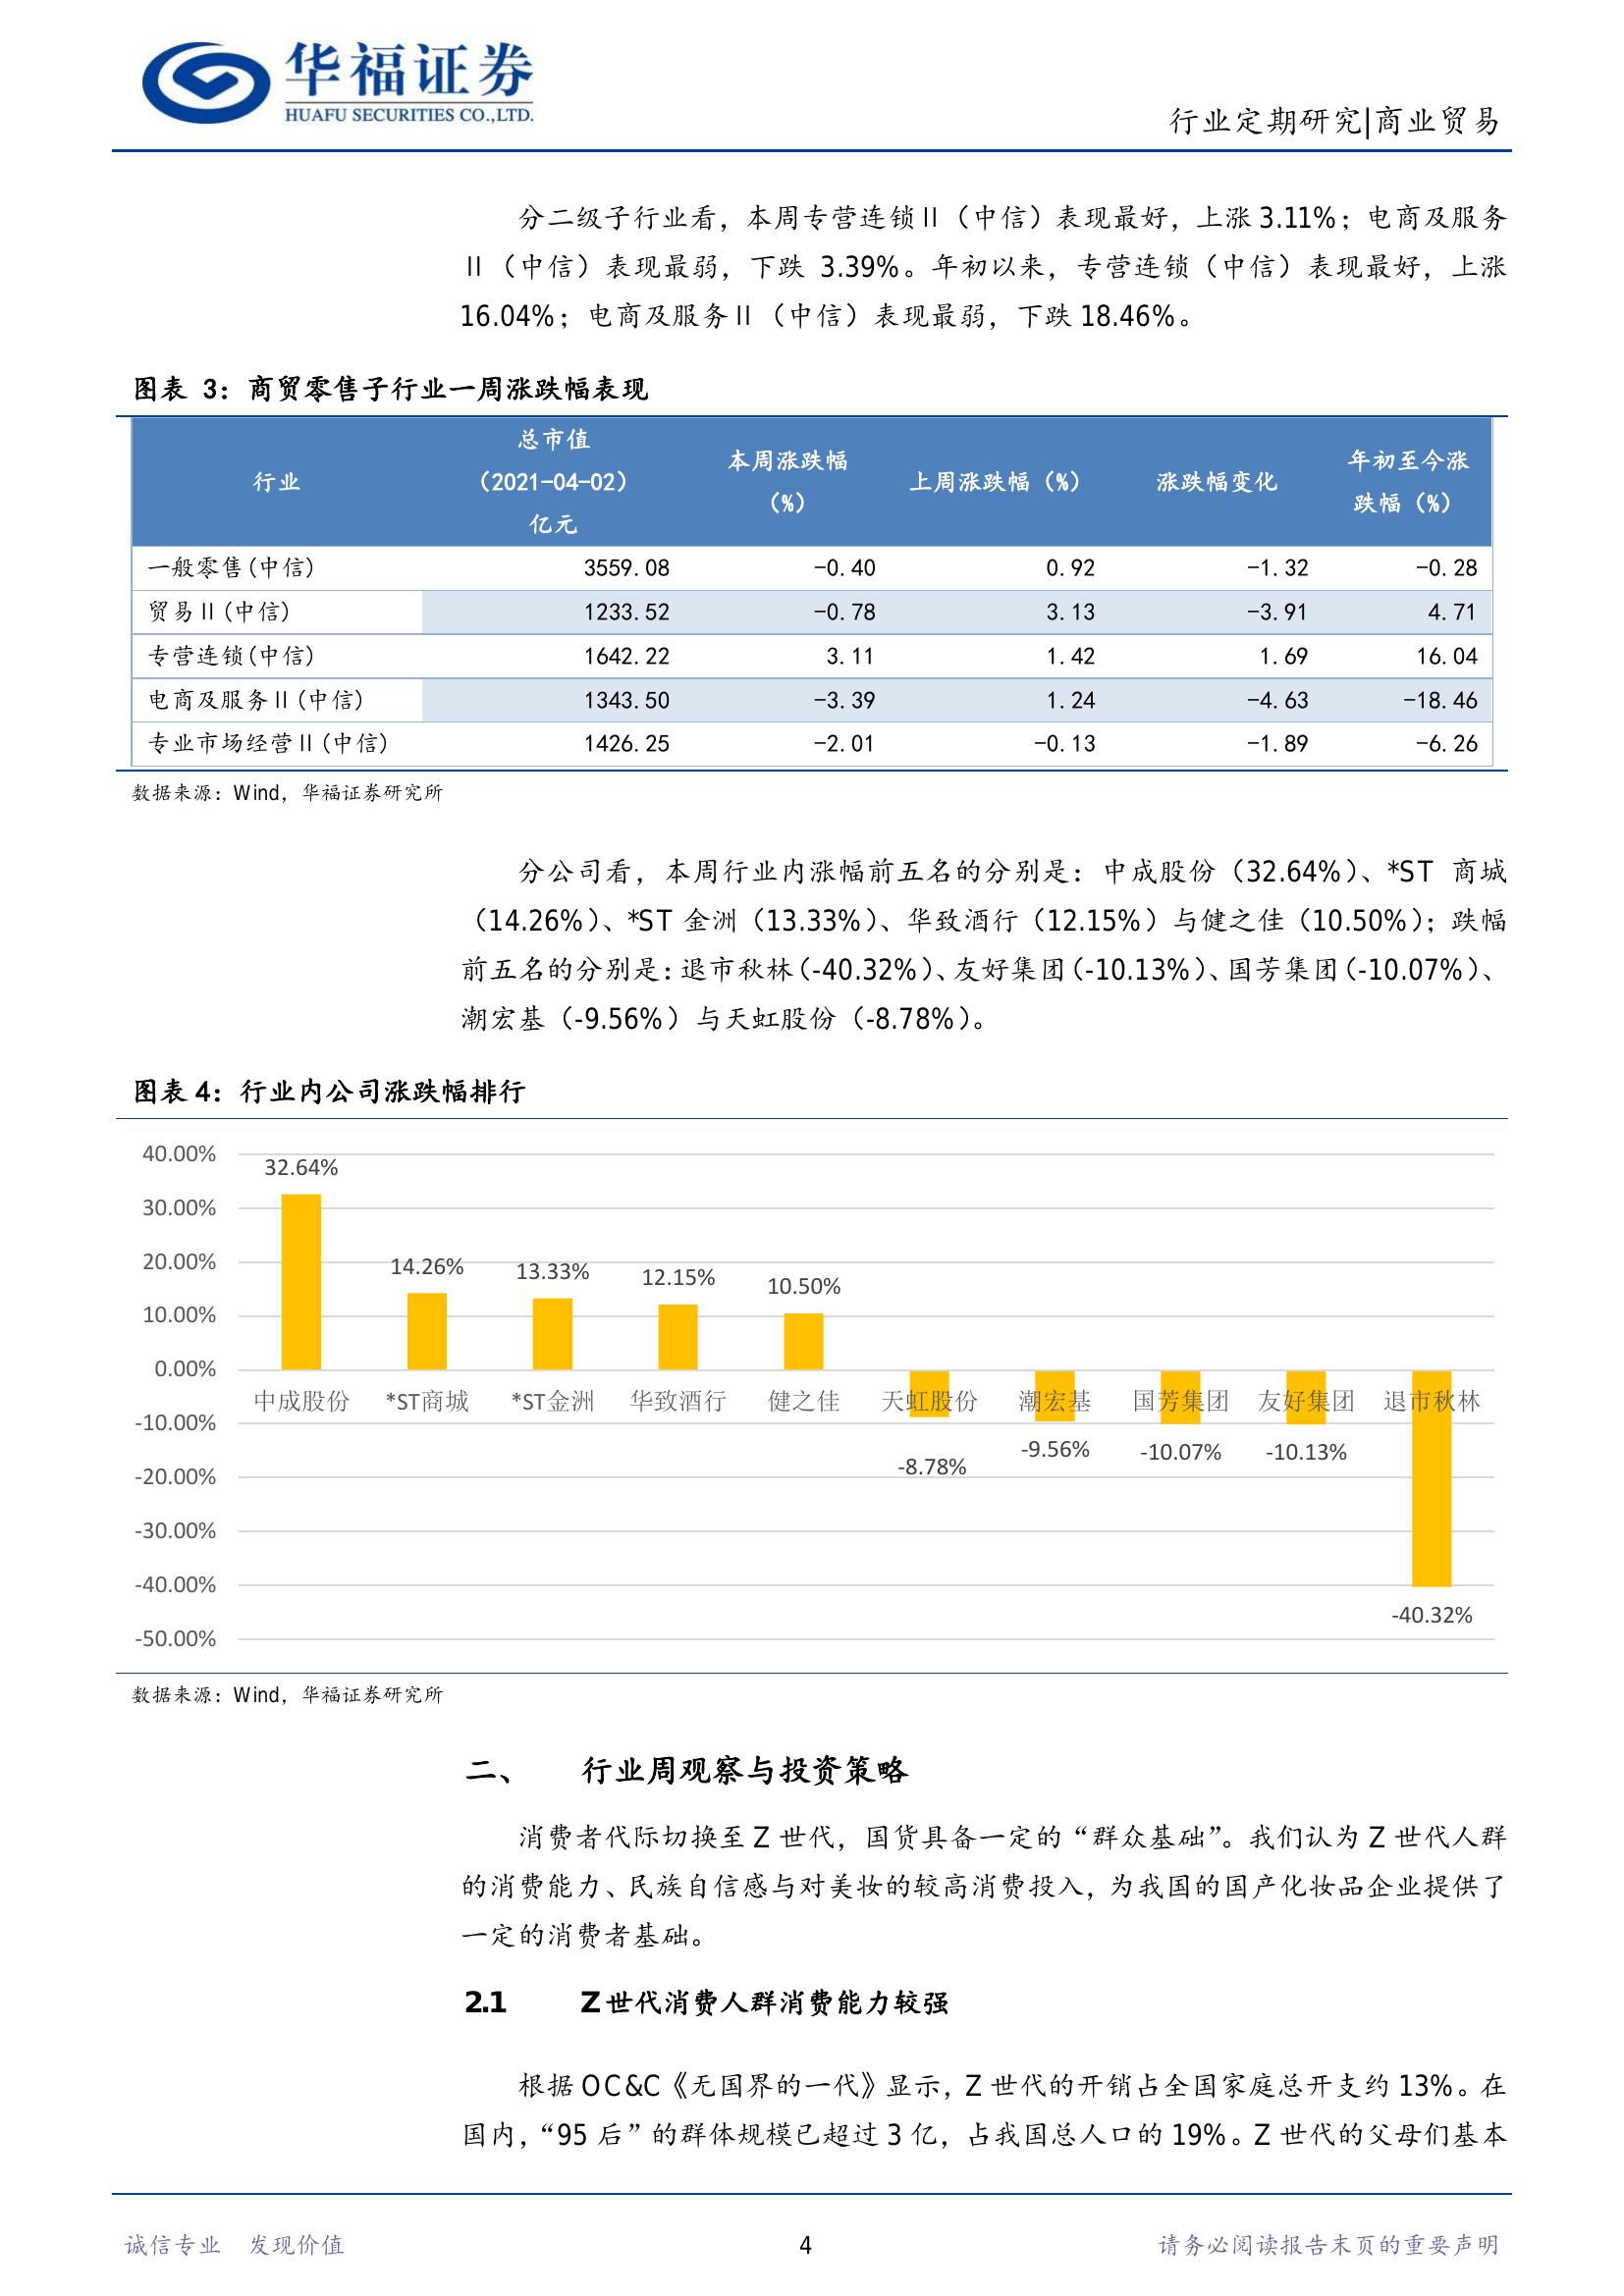 华福证券
HUAFU SECURITIES CO.,LTD.
行业定期研究|商业贸易
分二级子行业看，本周专营连锁Ⅱ（中信）表现最好，上涨 3.11%；电商及服务
Ⅱ（中信）表现最弱，下跌 3.39%。年初以来，专营连锁（中信）表现最好，上涨
16.04%；电商及服务Ⅱ（中信）表现最弱，下跌 18.46%。
图表 3：商贸零售子行业一周涨跌幅表现
行业 总市值（2021-04-02）亿元 本周涨跌幅（%） 上周涨跌幅（%） 涨跌幅变化 年初至今涨跌幅（%）
一般零售(中信) 3559.08 -0.40 0.92 -1.32 -0.28
贸易Ⅱ(中信) 1233.52 -0.78 3.13 -3.91 4.71
专营连锁(中信) 1642.22 3.11 1.42 1.69 16.04
电商及服务Ⅱ(中信) 1343.50 -3.39 1.24 -4.63 -18.46
专业市场经营Ⅱ(中信) 1426.25 -2.01 -0.13 -1.89 -6.26
数据来源：Wind，华福证券研究所
分公司看，本周行业内涨幅前五名的分别是：中成股份（32.64%）、*ST 商城
（14.26%）、*ST 金洲（13.33%）、华致酒行（12.15%）与健之佳（10.50%）；跌幅
前五名的分别是：退市秋林（-40.32%）、友好集团（-10.13%）、国芳集团（-10.07%）、
潮宏基（-9.56%）与天虹股份（-8.78%）。
图表 4：行业内公司涨跌幅排行
40.00%
30.00%
20.00%
10.00%
0.00%
-10.00%
-20.00%
-30.00%
-40.00%
-50.00%
32.64% 14.26% 13.33% 12.15% 10.50%
中成股份 *ST商城 *ST金洲 华致酒行 健之佳 天虹股份 潮宏基 国芳集团 友好集团 退市秋林
-8.78% -9.56% -10.07% -10.13% -40.32%
数据来源：Wind，华福证券研究所
二、 行业周观察与投资策略
消费者代际切换至 Z 世代，国货具备一定的“群众基础”。我们认为 Z 世代人群
的消费能力、民族自信感与对美妆的较高消费投入，为我国的国产化妆品企业提供了
一定的消费者基础。
2.1 Z世代消费人群消费能力较强
根据 OC&C《无国界的一代》显示，Z 世代的开销占全国家庭总开支约 13%。在
国内，“95 后”的群体规模已超过 3 亿，占我国总人口的 19%。Z 世代的父母们基本
诚信专业 发现价值
4
请务必阅读报告末页的重要声明